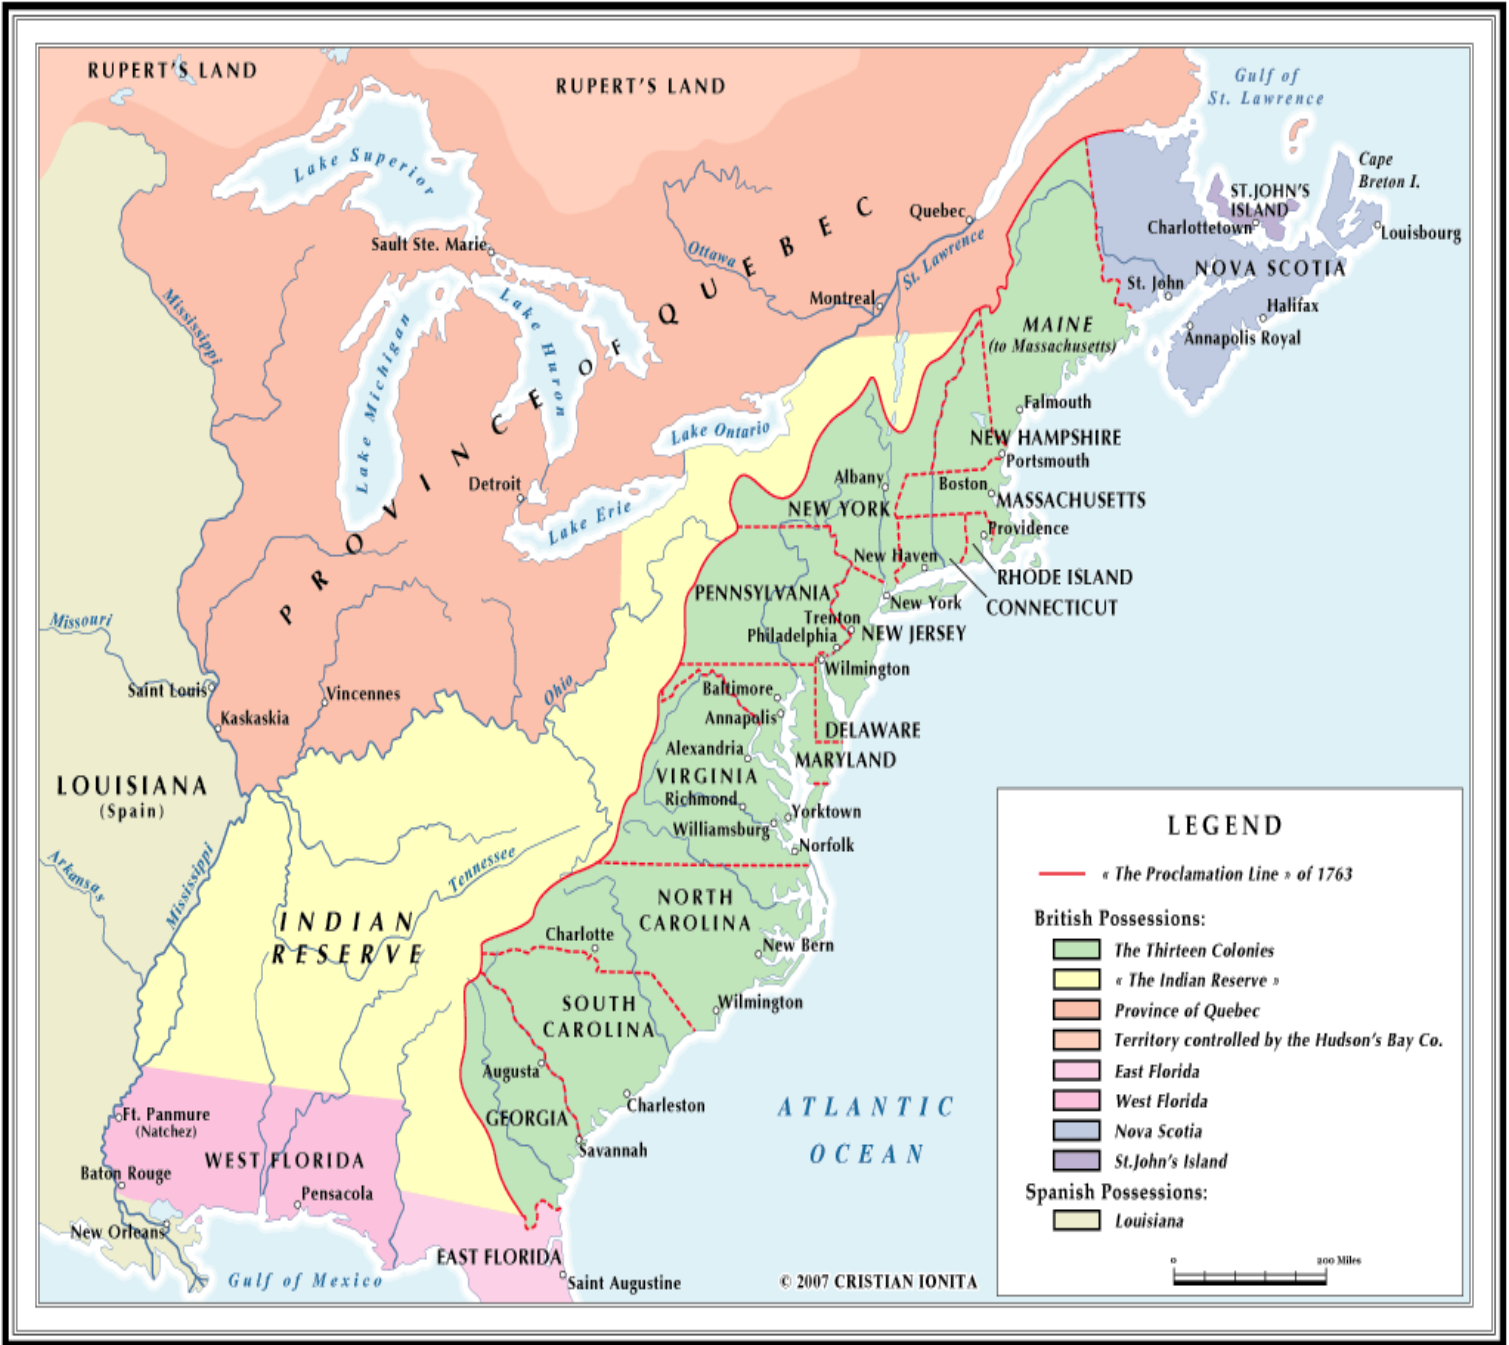 RUPERT'S LAND
RUPERT'S LAND
Gulf of
St. Lawrence
Lake Superior
Cape
Breton I.
ST.JOHN'S
ISLAND
Quebec
Charlottetown
Louisbourg
Sault Ste. Marie
Ottawa
St. Lawrence
NOVA SCOTIA
PROVINCE OF QUEBEC
St. John
Mississippi
Lake Huron
Montreal
Halifax
MAINE
(to Massachusetts)
Annapolis Royal
Lake Michigan
Falmouth
Lake Ontario
NEW HAMPSHIRE
Portsmouth
Albany
Boston
Detroit
MASSACHUSETTS
NEW YORK
Lake Erie
Providence
New Haven
RHODE ISLAND
PENNSYLVANIA
New York
CONNECTICUT
Missouri
Trenton
Philadelphia
NEW JERSEY
Wilmington
Saint Louis
Vincennes
Ohio
Baltimore
Kaskaskia
Annapolis
DELAWARE
Alexandria
MARYLAND
LOUISIANA
(Spain)
VIRGINIA
Richmond
Yorktown
Williamsburg
Norfolk
Arkansas
Mississippi
Tennessee
INDIAN
RESERVE
NORTH
CAROLINA
Charlotte
New Bern
SOUTH
CAROLINA
Wilmington
Augusta
Charleston
GEORGIA
Ft. Panmure
(Natchez)
Savannah
ATLANTIC
OCEAN
WEST FLORIDA
Baton Rouge
Pensacola
New Orleans
EAST FLORIDA
Gulf of Mexico
Saint Augustine
© 2007 CRISTIAN IONITA
LEGEND
« The Proclamation Line » of 1763
British Possessions:
The Thirteen Colonies
« The Indian Reserve »
Province of Quebec
Territory controlled by the Hudson's Bay Co.
East Florida
West Florida
Nova Scotia
St.John's Island
Spanish Possessions:
Louisiana
0 200 Miles